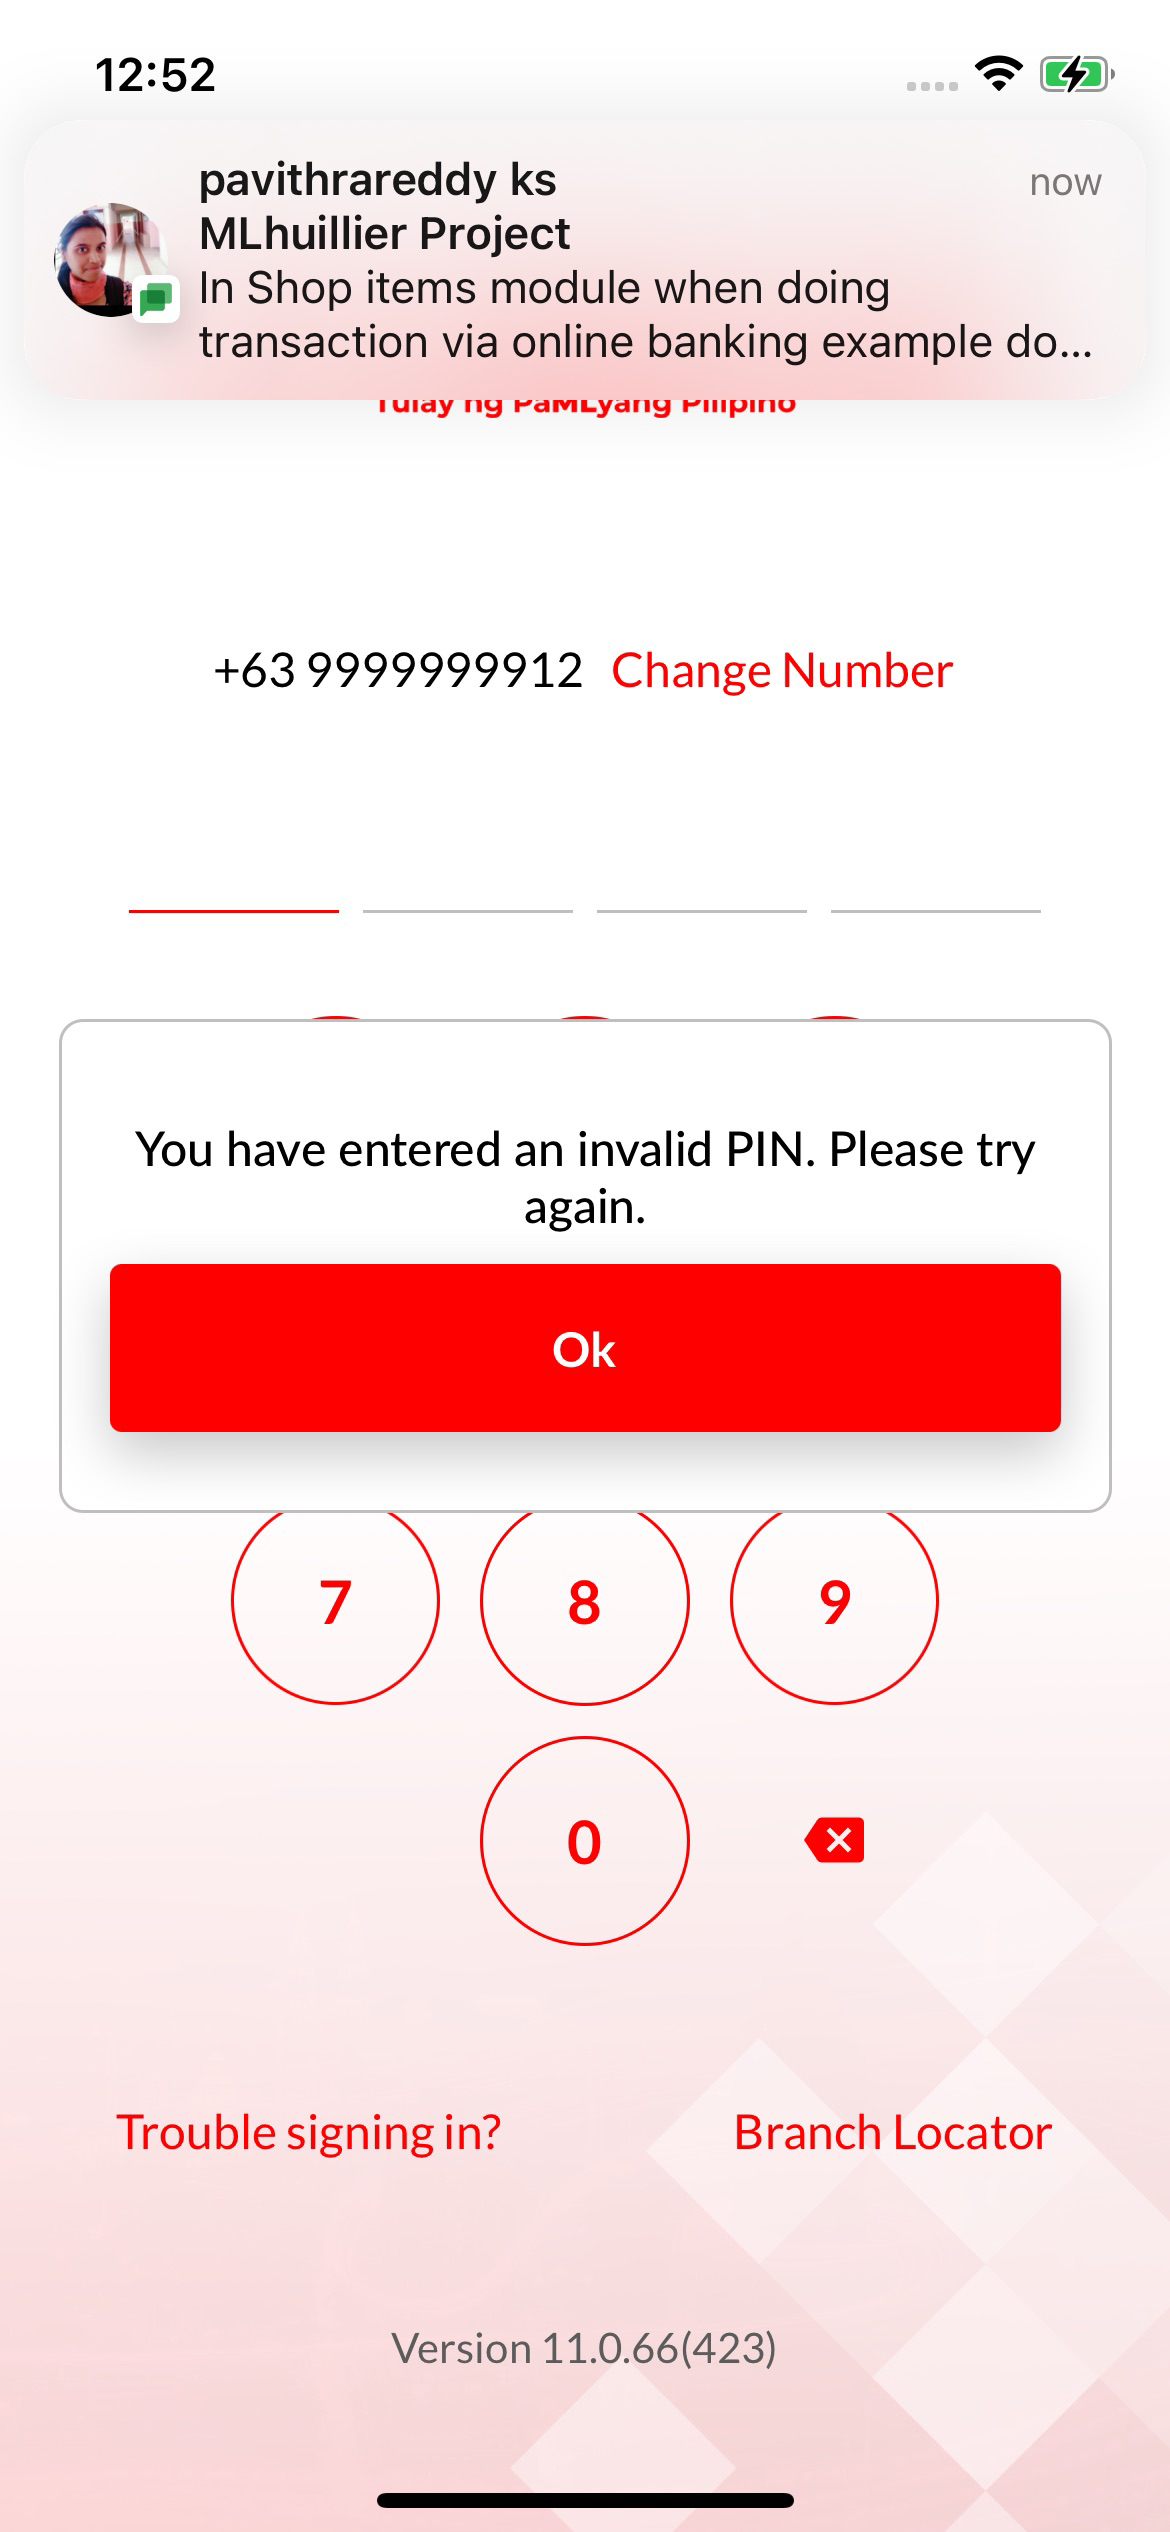 12:52
pavithrareddy ks
now
MLhuillier Project
In Shop items module when doing
transaction via online banking example do...
Tulay ng PaMLyang Pilipino
+63 9999999912 Change Number
You have entered an invalid PIN. Please try
again.
Ok
7 8 9
0
Trouble signing in? Branch Locator
Version 11.0.66(423)